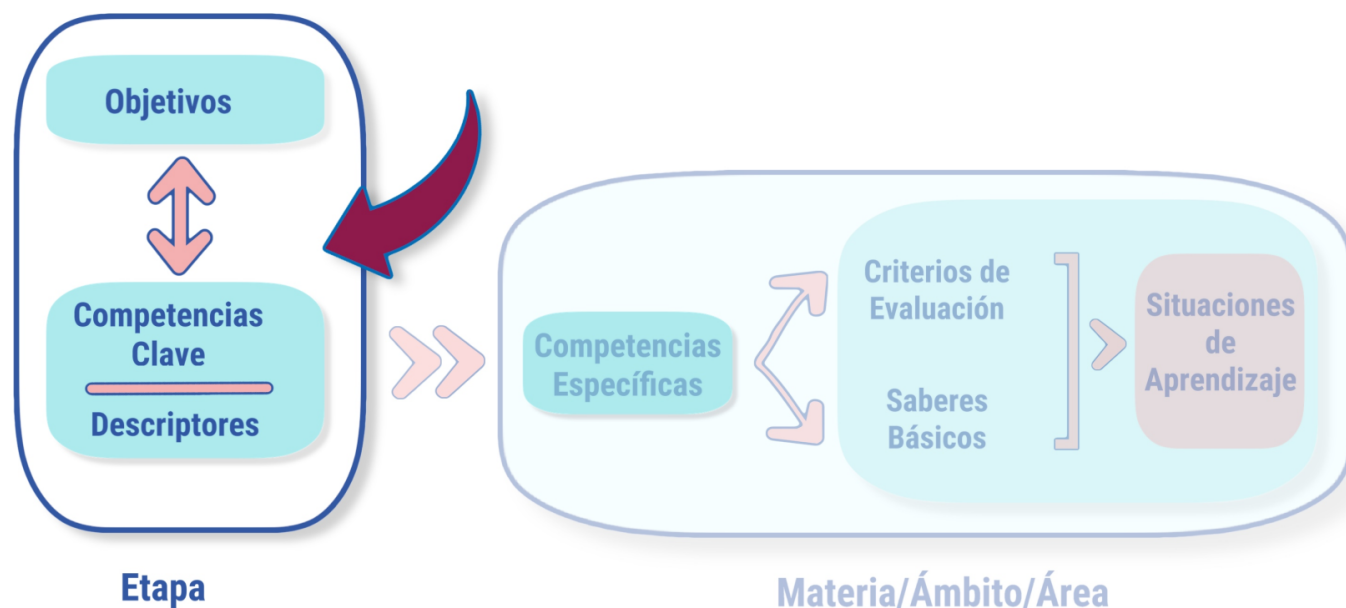 Objetivos
Competencias
Clave
Descriptores
Etapa
Competencias
Específicas
Criterios de
Evaluación
Saberes
Básicos
Situaciones
de
Aprendizaje
Materia/Ámbito/Área